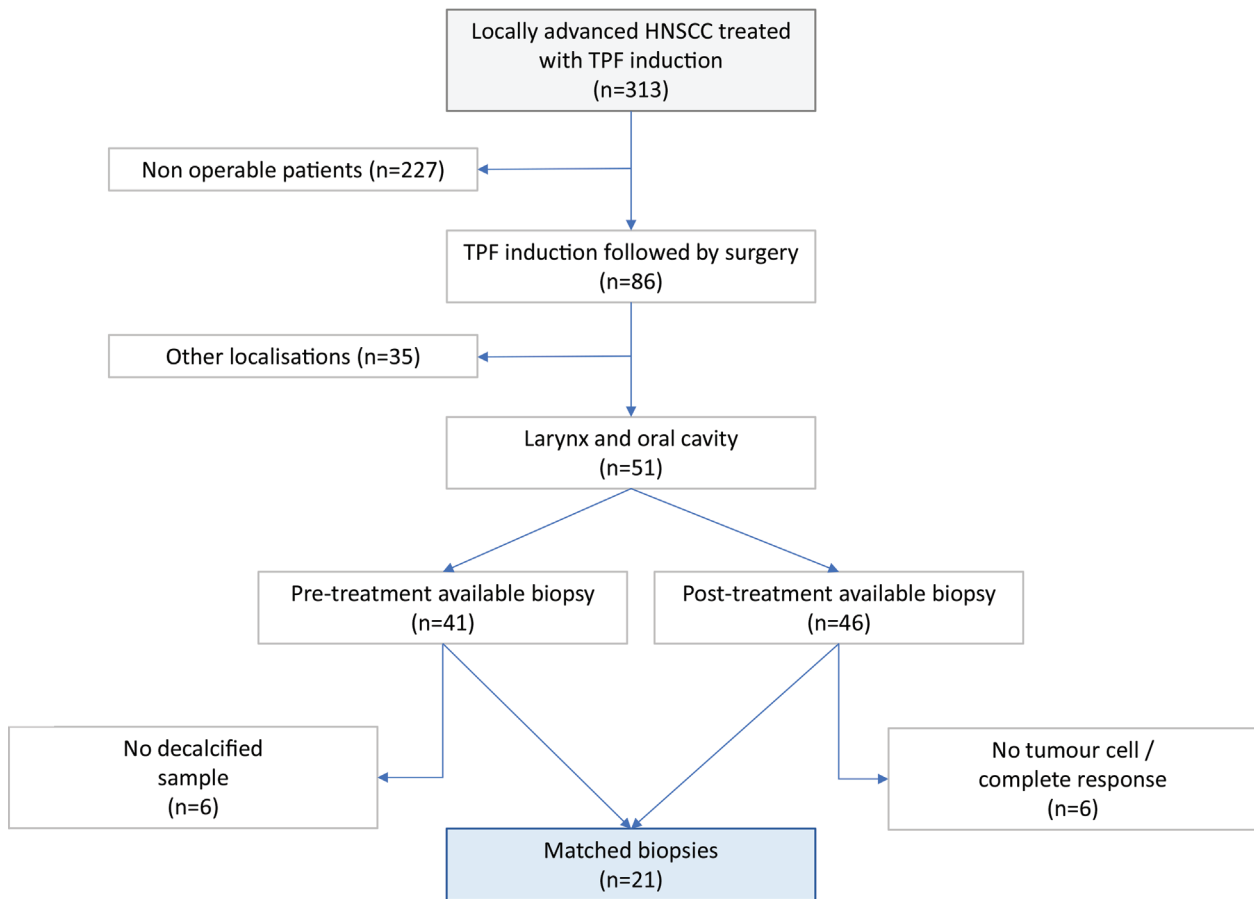 Locally advanced HNSCC treated
with TPF induction
(n=313)
Non operable patients (n=227)
TPF induction followed by surgery
(n=86)
Other localisations (n=35)
Larynx and oral cavity
(n=51)
Pre-treatment available biopsy
(n=41)
Post-treatment available biopsy
(n=46)
No decalcified
sample
(n=6)
No tumour cell /
complete response
(n=6)
Matched biopsies
(n=21)